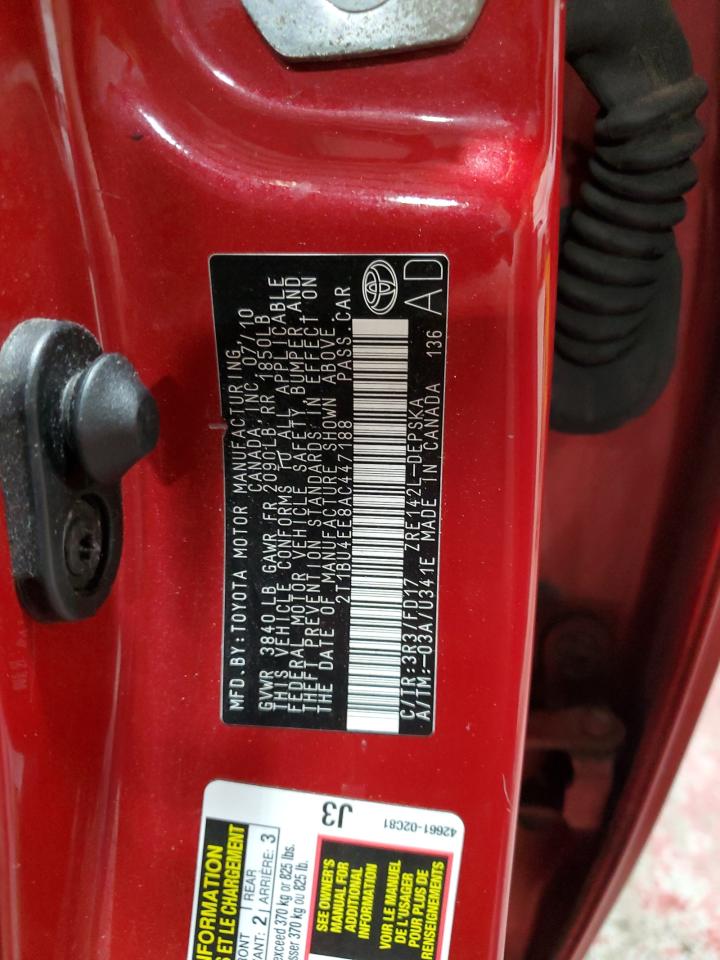 MFD.BY:TOYOTA MOTOR MANUFACTURING,
CANADA INC. 07/10
GVWR 3840 LB GAWR FR 2090LB RR 1850LB
THIS VEHICLE CONFORMS TO ALL APPLICABLE
FEDERAL MOTOR VEHICLE SAFETY BUMPER AND
THEFT PREVENTION STANDARDS IN EFFECT ON
THE DATE OF MANUFACTURE SHOWN ABOVE.
2T1BU4EE8AC447188 PASS.CAR
C/TR:3R3/FD17 ZRE142L-DEPSKA
A/TM:-03A/U341E MADE IN CANADA 136
AD
INFORMATION
S ET LE CHARGEMENT
RONT
2
REAR
ARRIÈRE: 3
ANT:
exceed 370 kg or 825 lbs.
sser 370 kg ou 825 lb.
SEE OWNER'S
MANUAL FOR
ADDITIONAL
INFORMATION
VOIR LE MANUEL
DE L'USAGER
POUR PLUS DE
RENSEIGNEMENTS
J3
42661-02C81